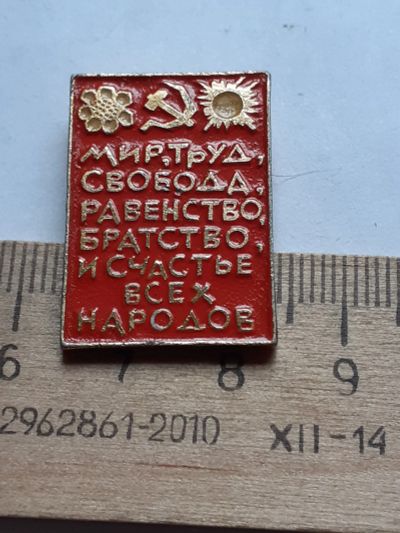 МИР, ТРУД,
СВОБОДА,
РАВЕНСТВО,
БРАТСТВО,
И СЧАСТЬЕ
ВСЕХ
НАРОДОВ
6 7 8 9
2962861-2010 XII-14